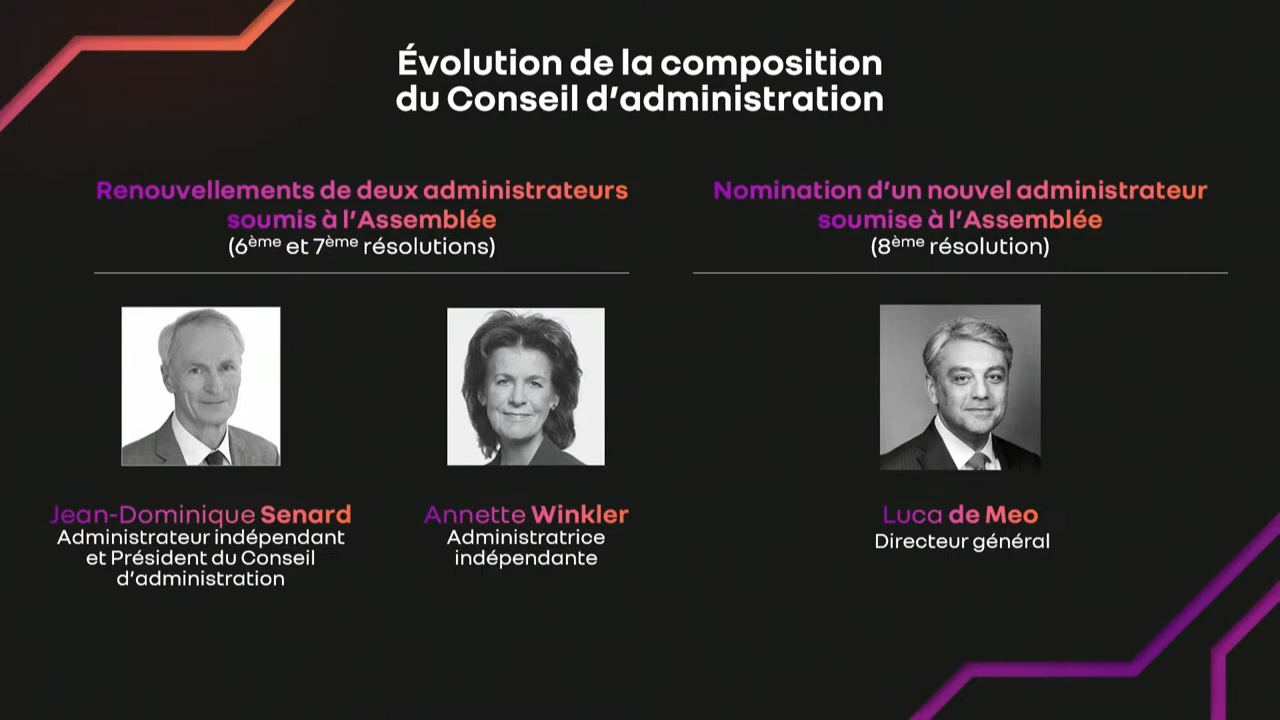 Évolution de la composition
du Conseil d'administration
Renouvellements de deux administrateurs
soumis à l'Assemblée
(6ème et 7ème résolutions)
Nomination d'un nouvel administrateur
soumise à l'Assemblée
(8ème résolution)
Jean-Dominique Senard
Administrateur indépendant
et Président du Conseil
d'administration
Annette Winkler
Administratrice
indépendante
Luca de Meo
Directeur général